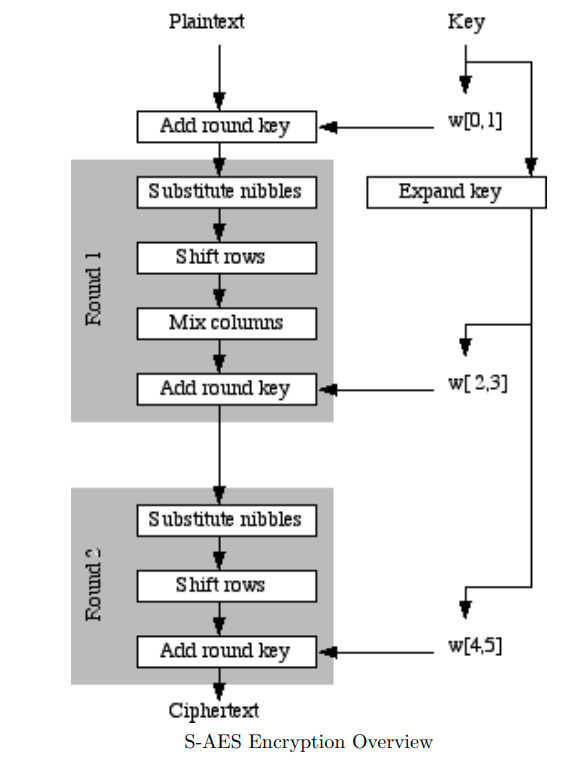 Plaintext
Key
Add round key
w[0,1]
Round 1
Substitute nibbles
Expand key
Shift rows
Mix columns
Add round key
w[ 2,3]
Round 2
Substitute nibbles
Shift rows
Add round key
w[4,5]
Ciphertext
S-AES Encryption Overview